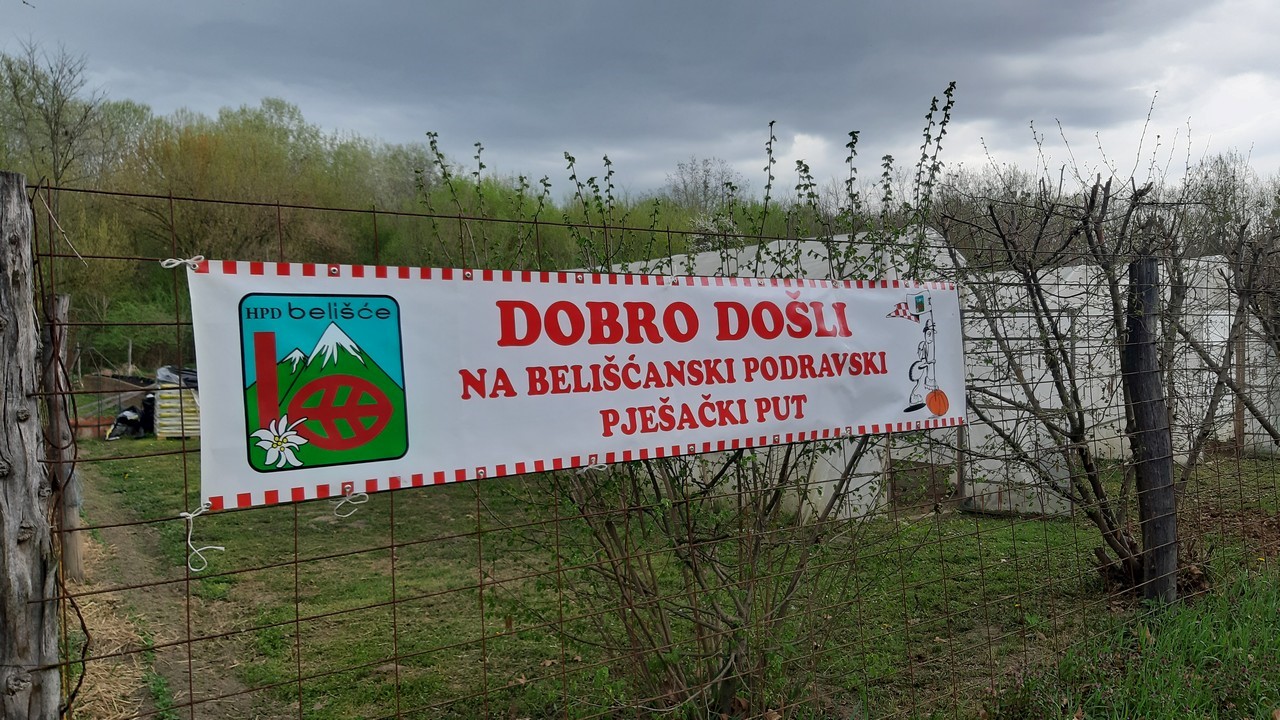 HPD belišće
DOBRO DOŠLI
NA BELIŠĆANSKI PODRAVSKI
PJEŠAČKI PUT